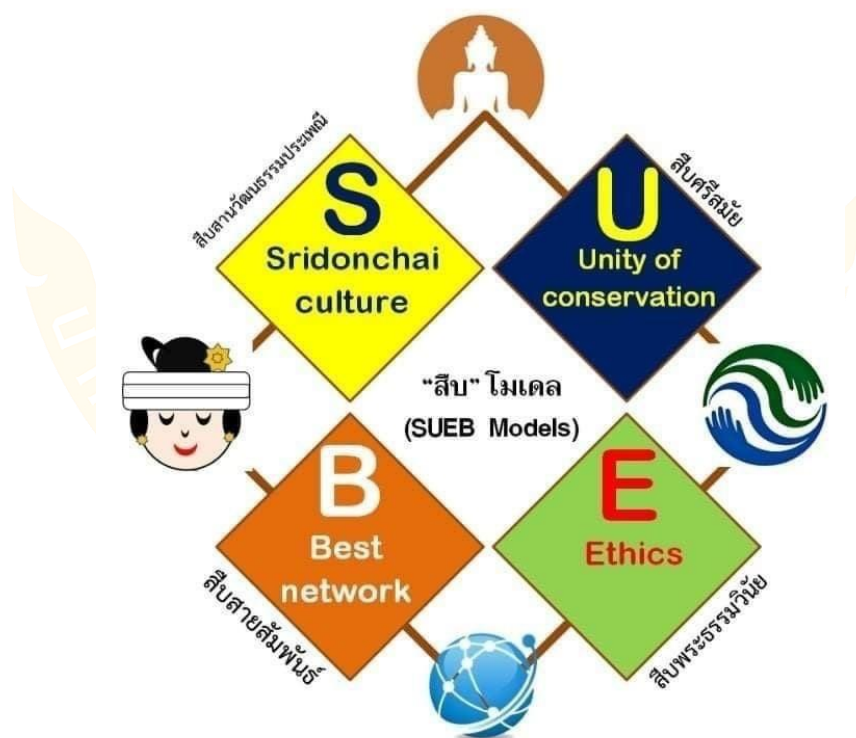 สืบสานวัฒนธรรมประเพณี
S
Sridonchai
culture
สืบศรีสมัย
U
Unity of
conservation
"สืบ" โมเดล
(SUEB Models)
B
Best
network
สืบสายสัมพันธ์
E
Ethics
สืบพระธรรมวินัย